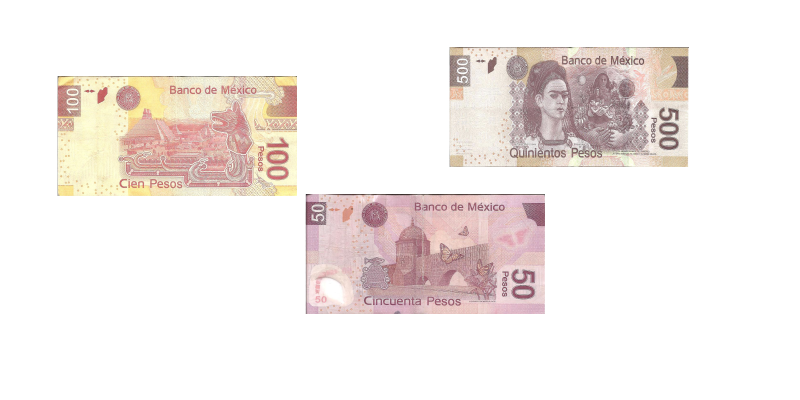 100
Banco de México
100
Pesos
Cien Pesos
500
Banco de México
500
Pesos
Quinientos Pesos
50
Banco de México
50
Pesos
50
Cincuenta Pesos